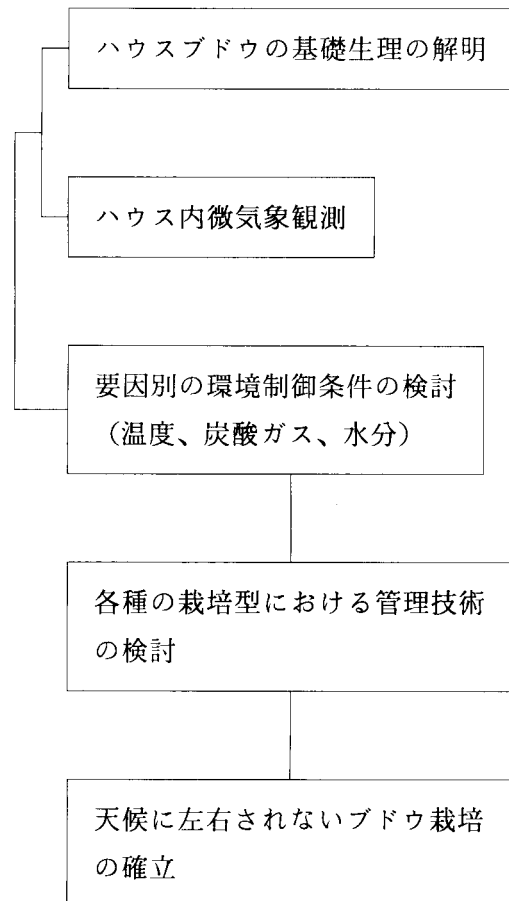 ハウスブドウの基礎生理の解明
ハウス内微気象観測
要因別の環境制御条件の検討
（温度、炭酸ガス、水分）
各種の栽培型における管理技術
の検討
天候に左右されないブドウ栽培
の確立